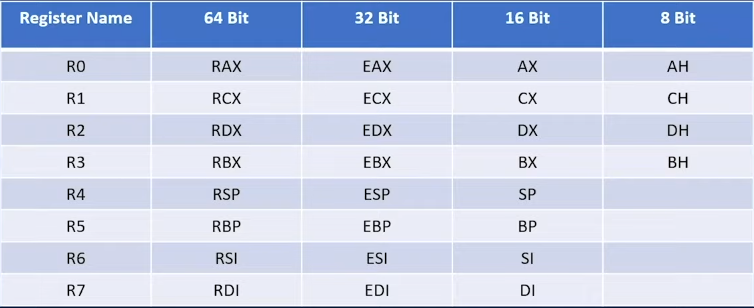 Register Name 64 Bit 32 Bit 16 Bit 8 Bit
R0 RAX EAX AX AH
R1 RCX ECX CX CH
R2 RDX EDX DX DH
R3 RBX EBX BX BH
R4 RSP ESP SP
R5 RBP EBP BP
R6 RSI ESI SI
R7 RDI EDI DI